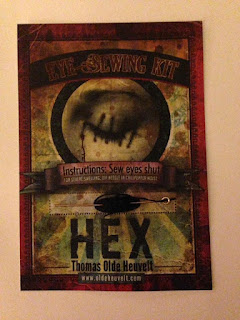 EYE SEWING KIT
Instructions: Sew eyes shut
HEX
Thomas Olde Heuvelt
www.oldeheuvelt.com